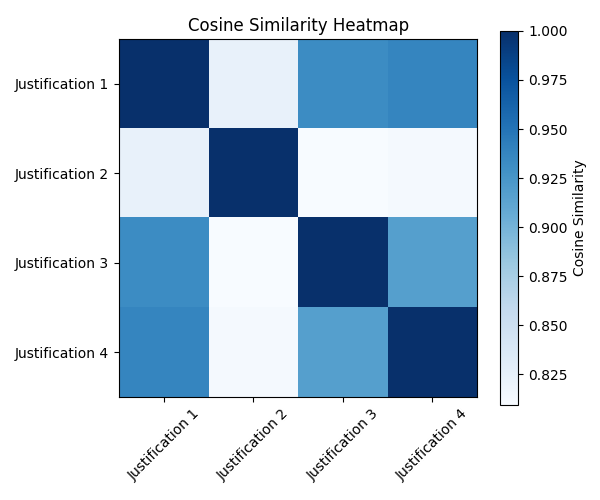 Cosine Similarity Heatmap
Justification 1
Justification 2
Justification 3
Justification 4
Justification 1
Justification 2
Justification 3
Justification 4
1.000
0.975
0.950
0.925
0.900
0.875
0.850
0.825
Cosine Similarity